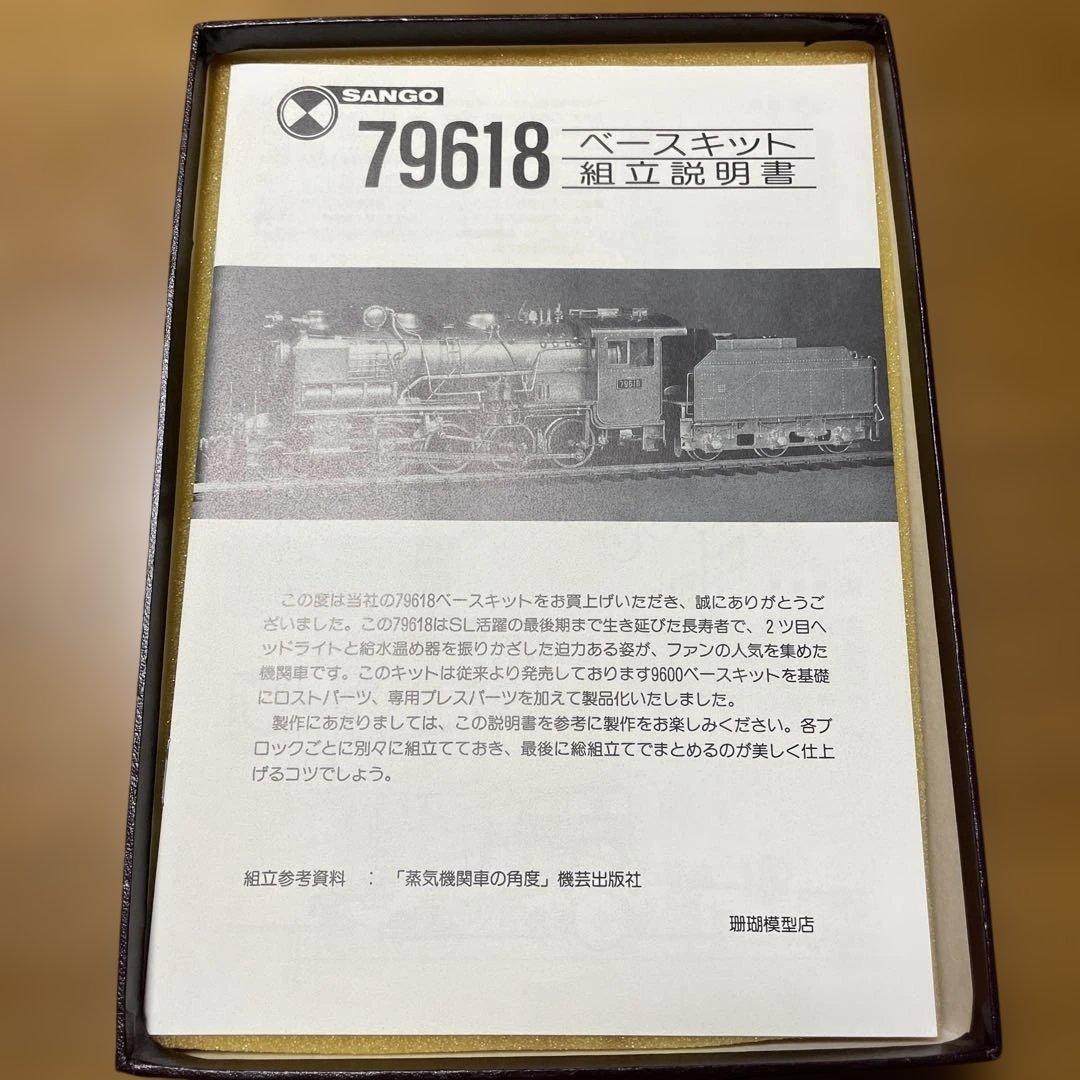 SANGO
79618 ベースキット
組立説明書
79618
この度は当社の79618ベースキットをお買上げいただき、誠にありがとうご
ざいました。この79618はSL活躍の最後期まで生き延びた長寿者で、2ツ目ヘ
ッドライトと給水温め器を振りかざした迫力ある姿が、ファンの人気を集めた
機関車です。このキットは従来より発売しております9600ベースキットを基礎
にロストパーツ、専用プレスパーツを加えて製品化いたしました。
製作にあたりましては、この説明書を参考に製作をお楽しみください。各ブ
ロックごとに別々に組立てておき、最後に総組立てでまとめるのが美しく仕上
げるコツでしょう。
組立参考資料 : 「蒸気機関車の角度」機芸出版社
珊瑚模型店